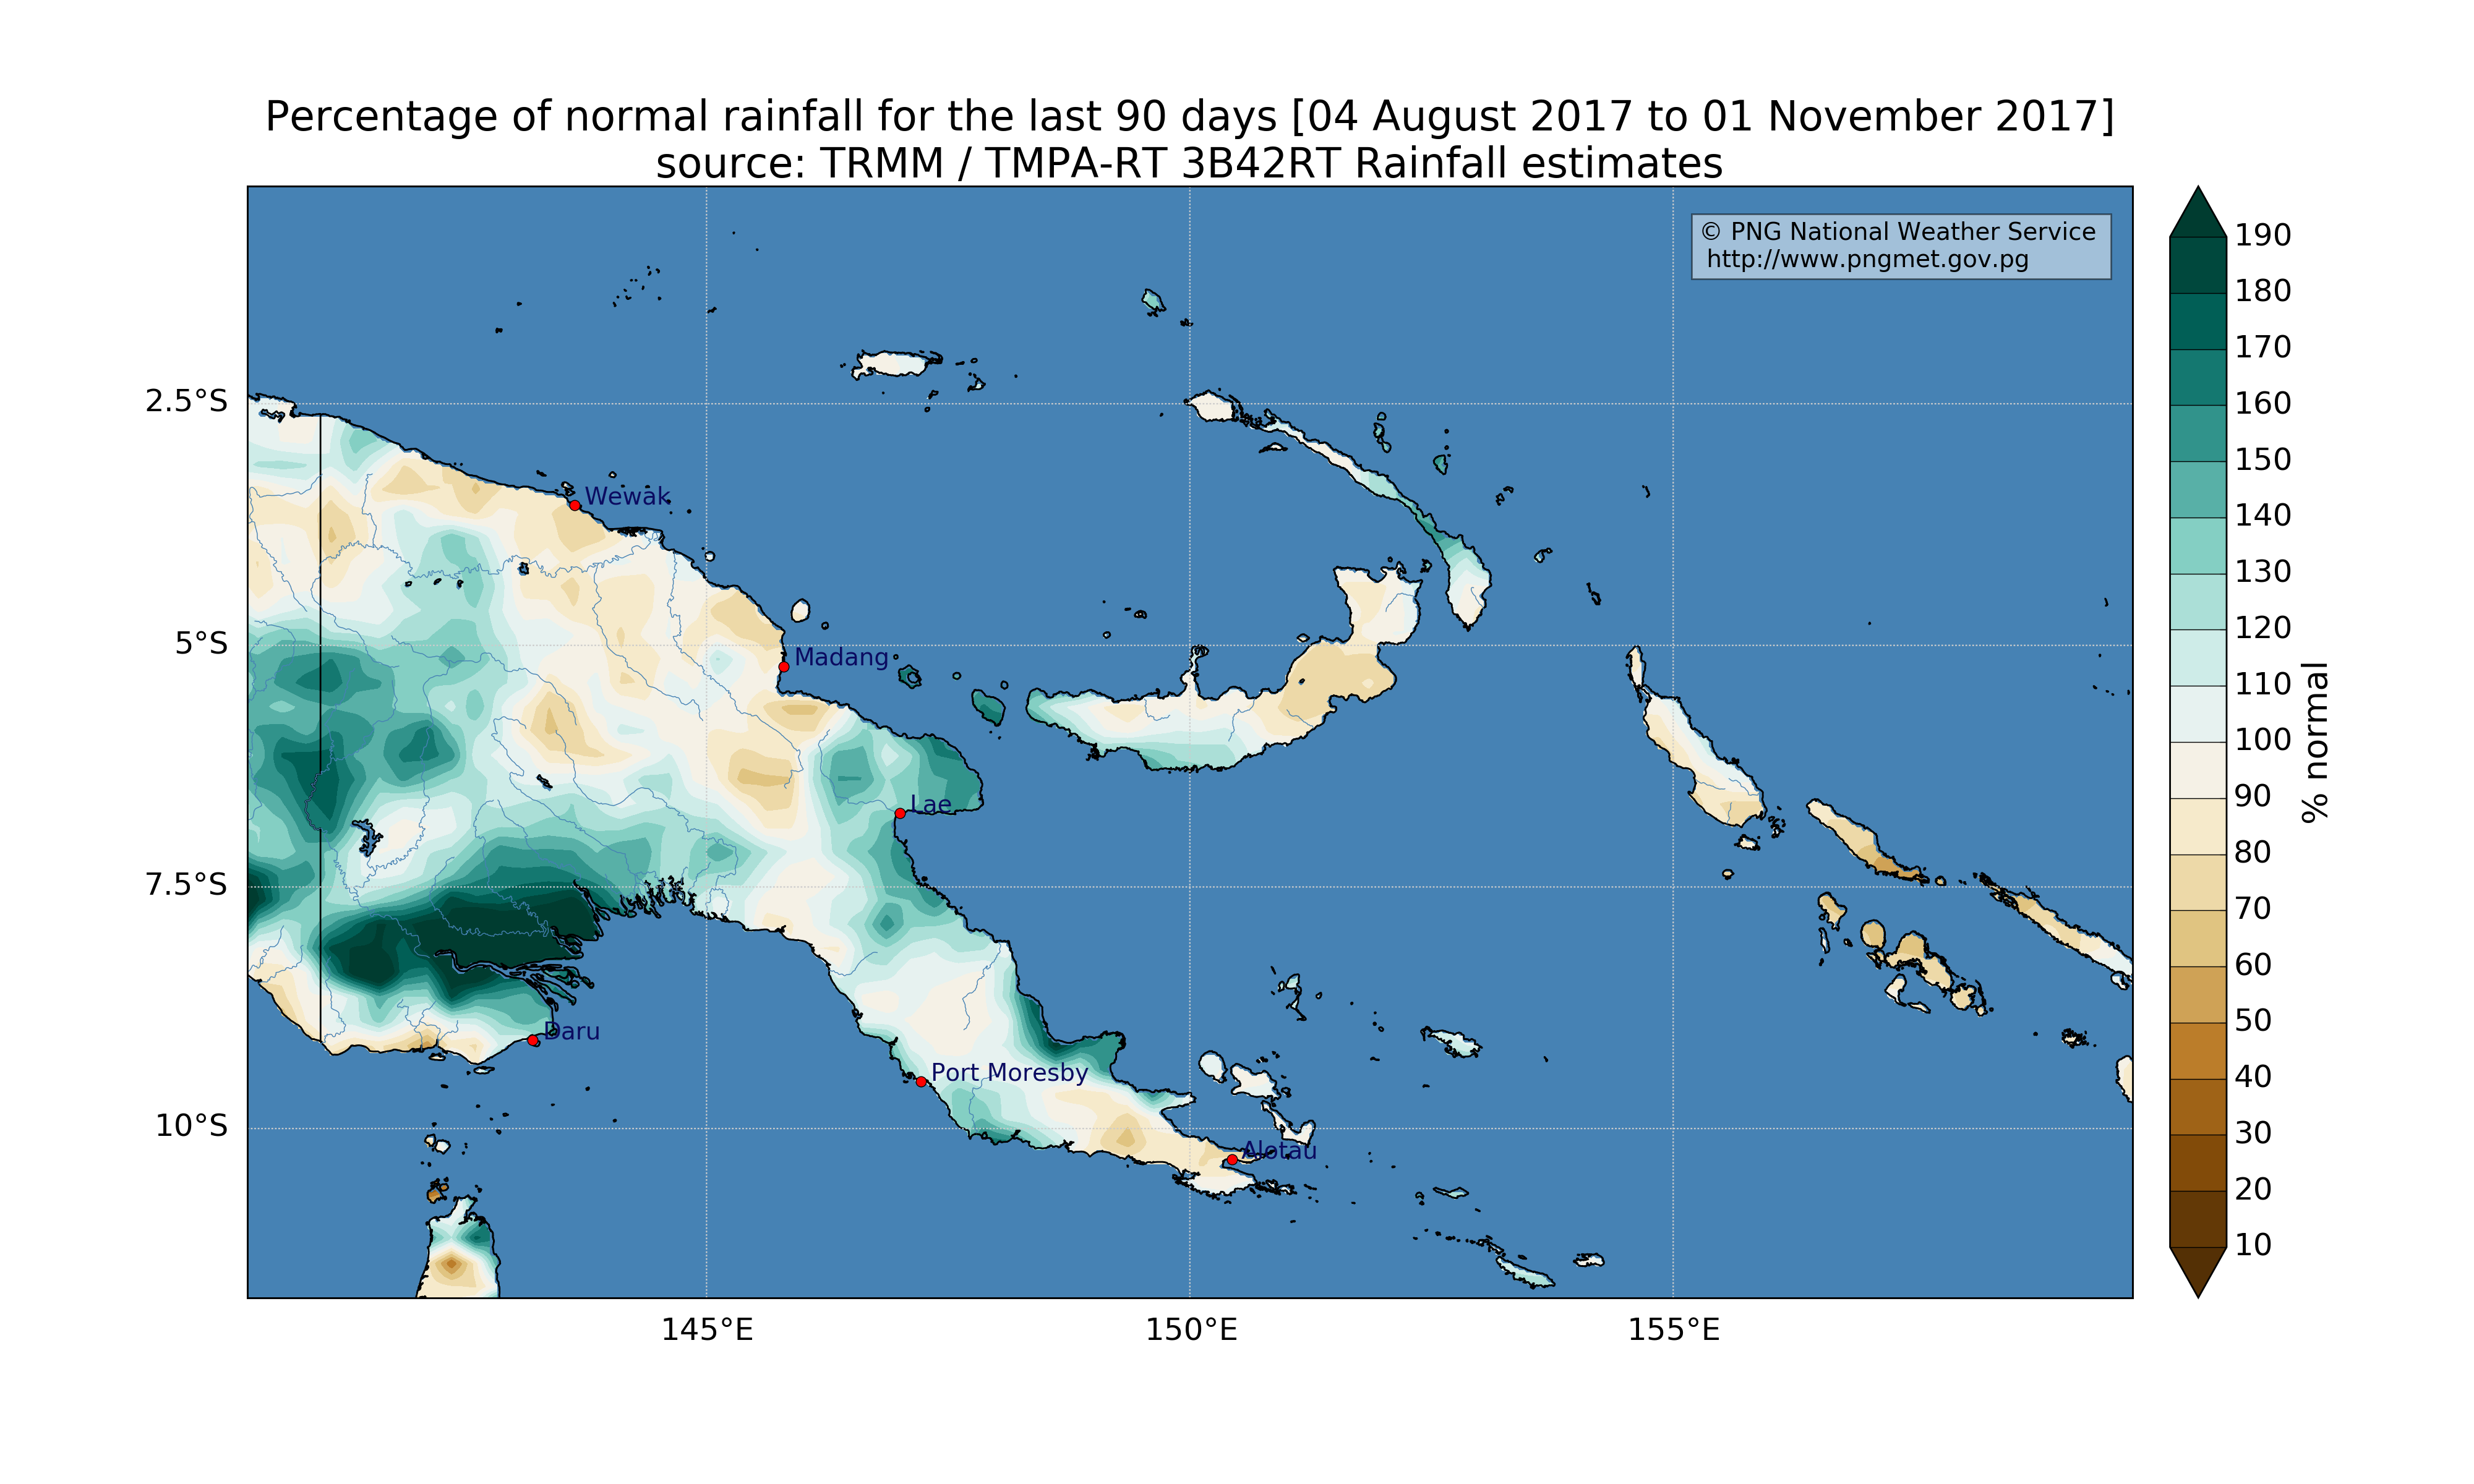 Percentage of normal rainfall for the last 90 days [04 August 2017 to 01 November 2017]
source: TRMM / TMPA-RT 3B42RT Rainfall estimates
© PNG National Weather Service
http://www.pngmet.gov.pg
190
180
170
160
150
140
130
120
110
100
90
80
70
60
50
40
30
20
10
% normal
2.5°S
5°S
7.5°S
10°S
Wewak
Madang
Lae
Daru
Port Moresby
Alotau
145°E
150°E
155°E